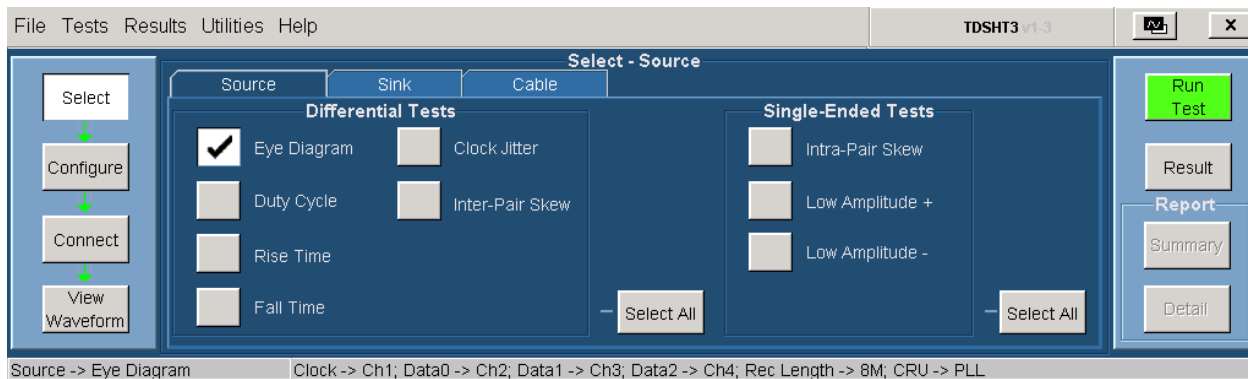 File Tests Results Utilities Help TDSHT3 v1-3 x
Select - Source
Source Sink Cable
Select
Configure
Connect
View
Waveform
Differential Tests
Eye Diagram Clock Jitter
Duty Cycle Inter-Pair Skew
Rise Time
Fall Time
Select All
Single-Ended Tests
Intra-Pair Skew
Low Amplitude +
Low Amplitude -
Select All
Run
Test
Result
Report
Summary
Detail
Source -> Eye Diagram Clock -> Ch1; Data0 -> Ch2; Data1 -> Ch3; Data2 -> Ch4; Rec Length -> 8M; CRU -> PLL